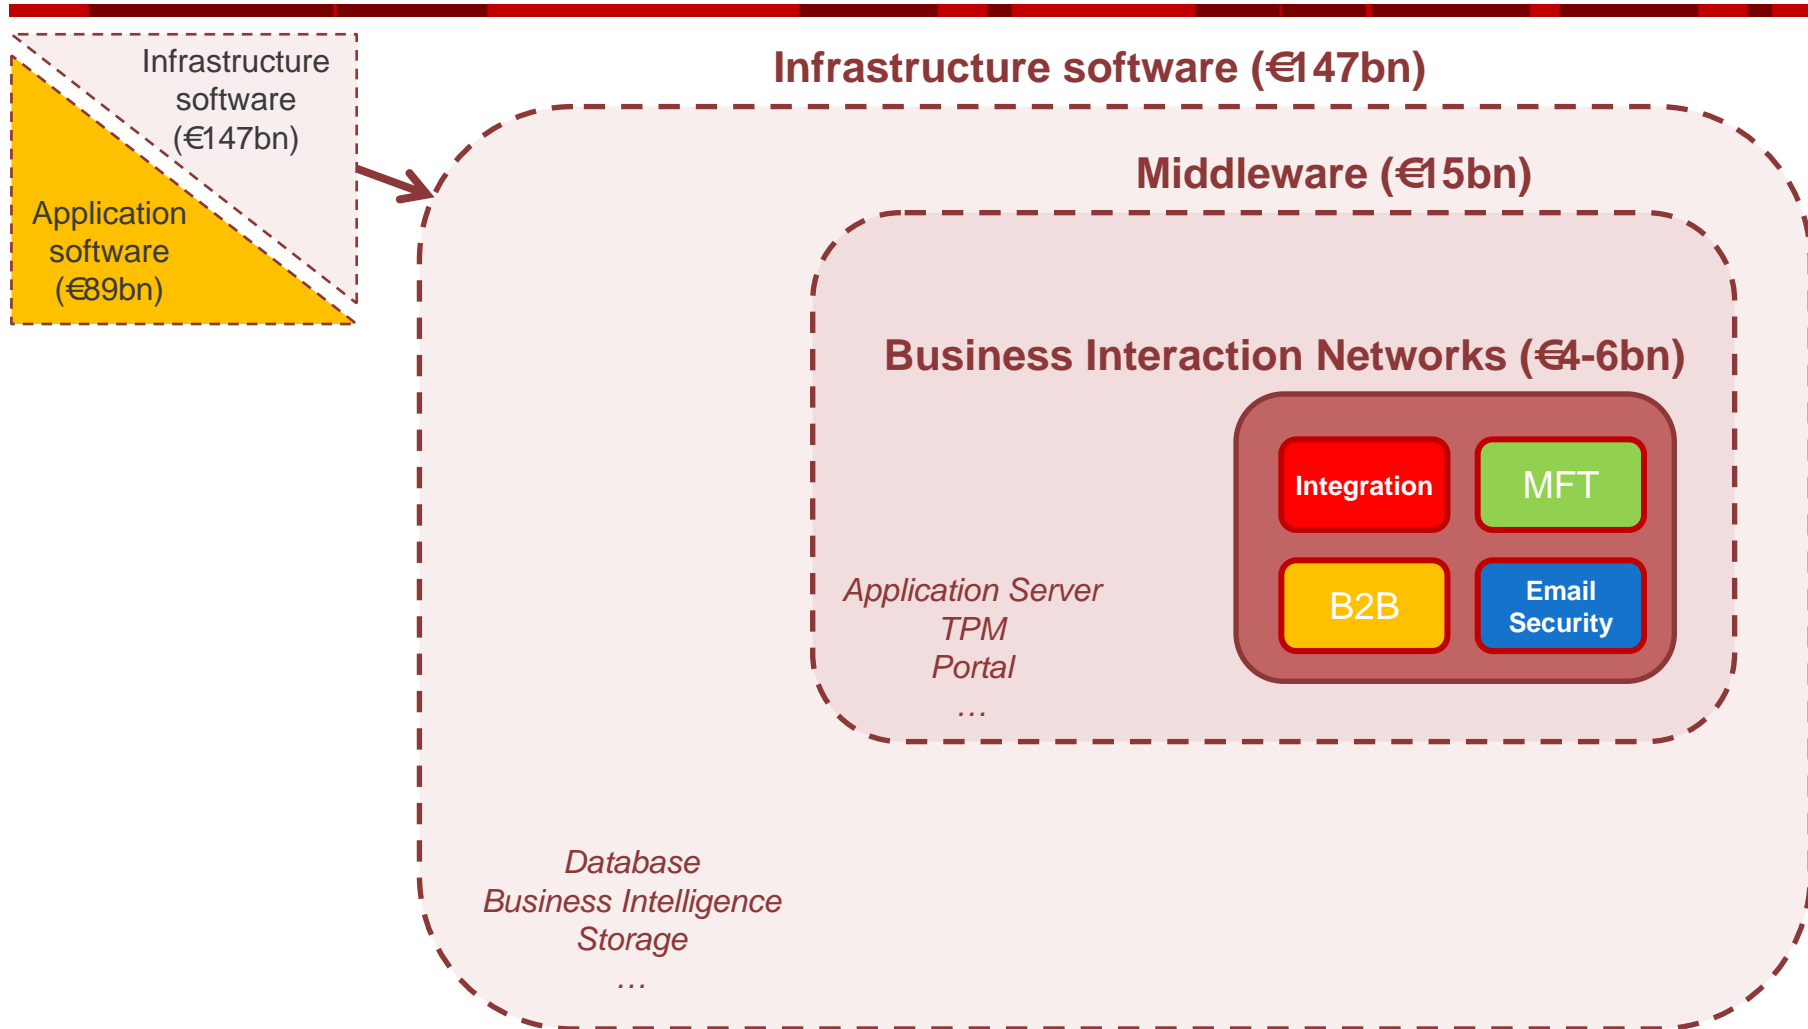 Infrastructure
software
(€147bn)
Application
software
(€89bn)
Infrastructure software (€147bn)
Middleware (€15bn)
Business Interaction Networks (€4-6bn)
Integration
MFT
B2B
Email
Security
Application Server
TPM
Portal
…
Database
Business Intelligence
Storage
…